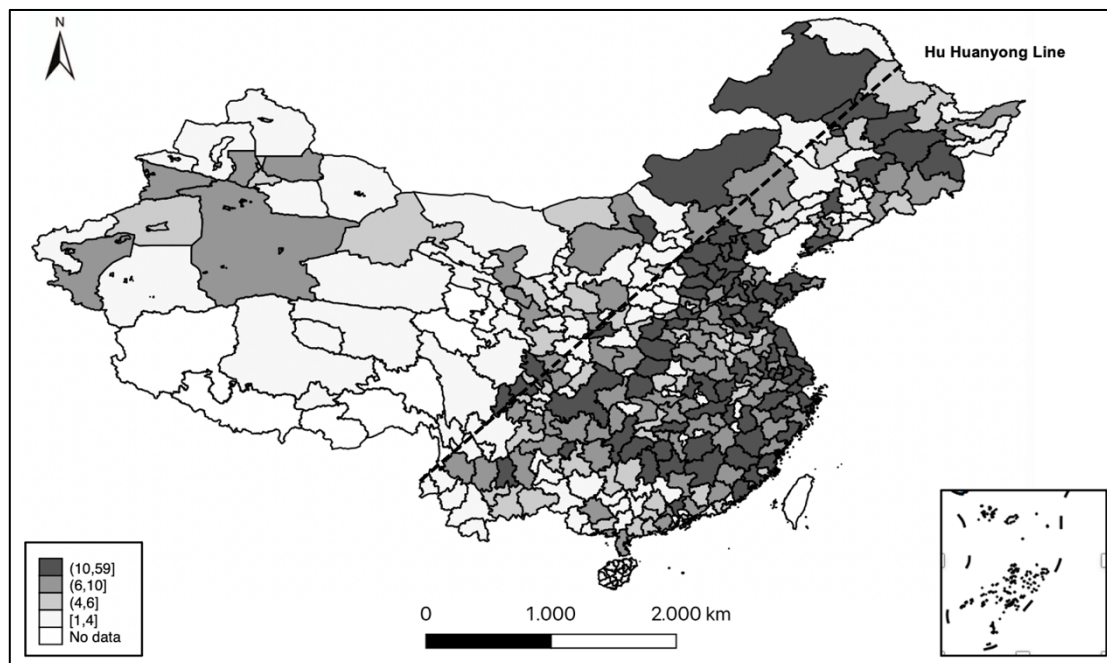 N
Hu Huanyong Line
(10,59]
(6,10]
(4,6]
[1,4]
No data
0 1.000 2.000 km